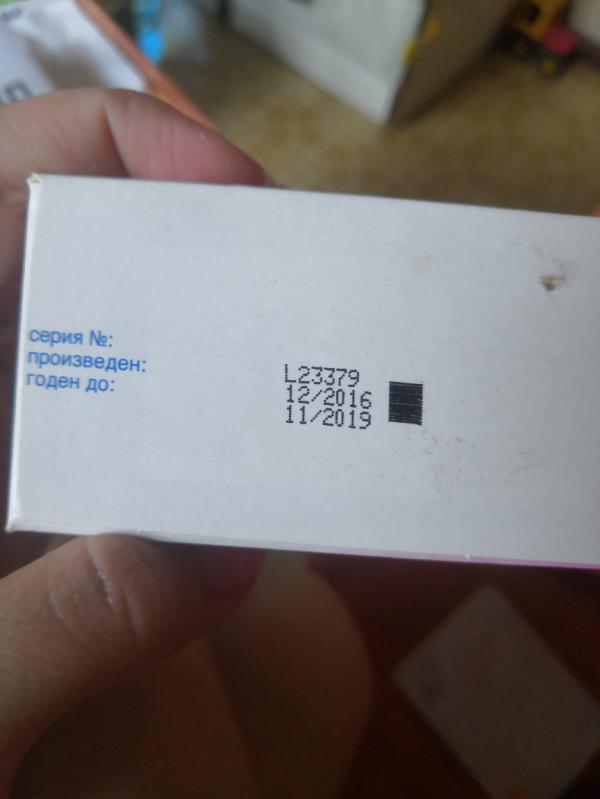 серия №:
произведен:
годен до:
L23379
12/2016
11/2019